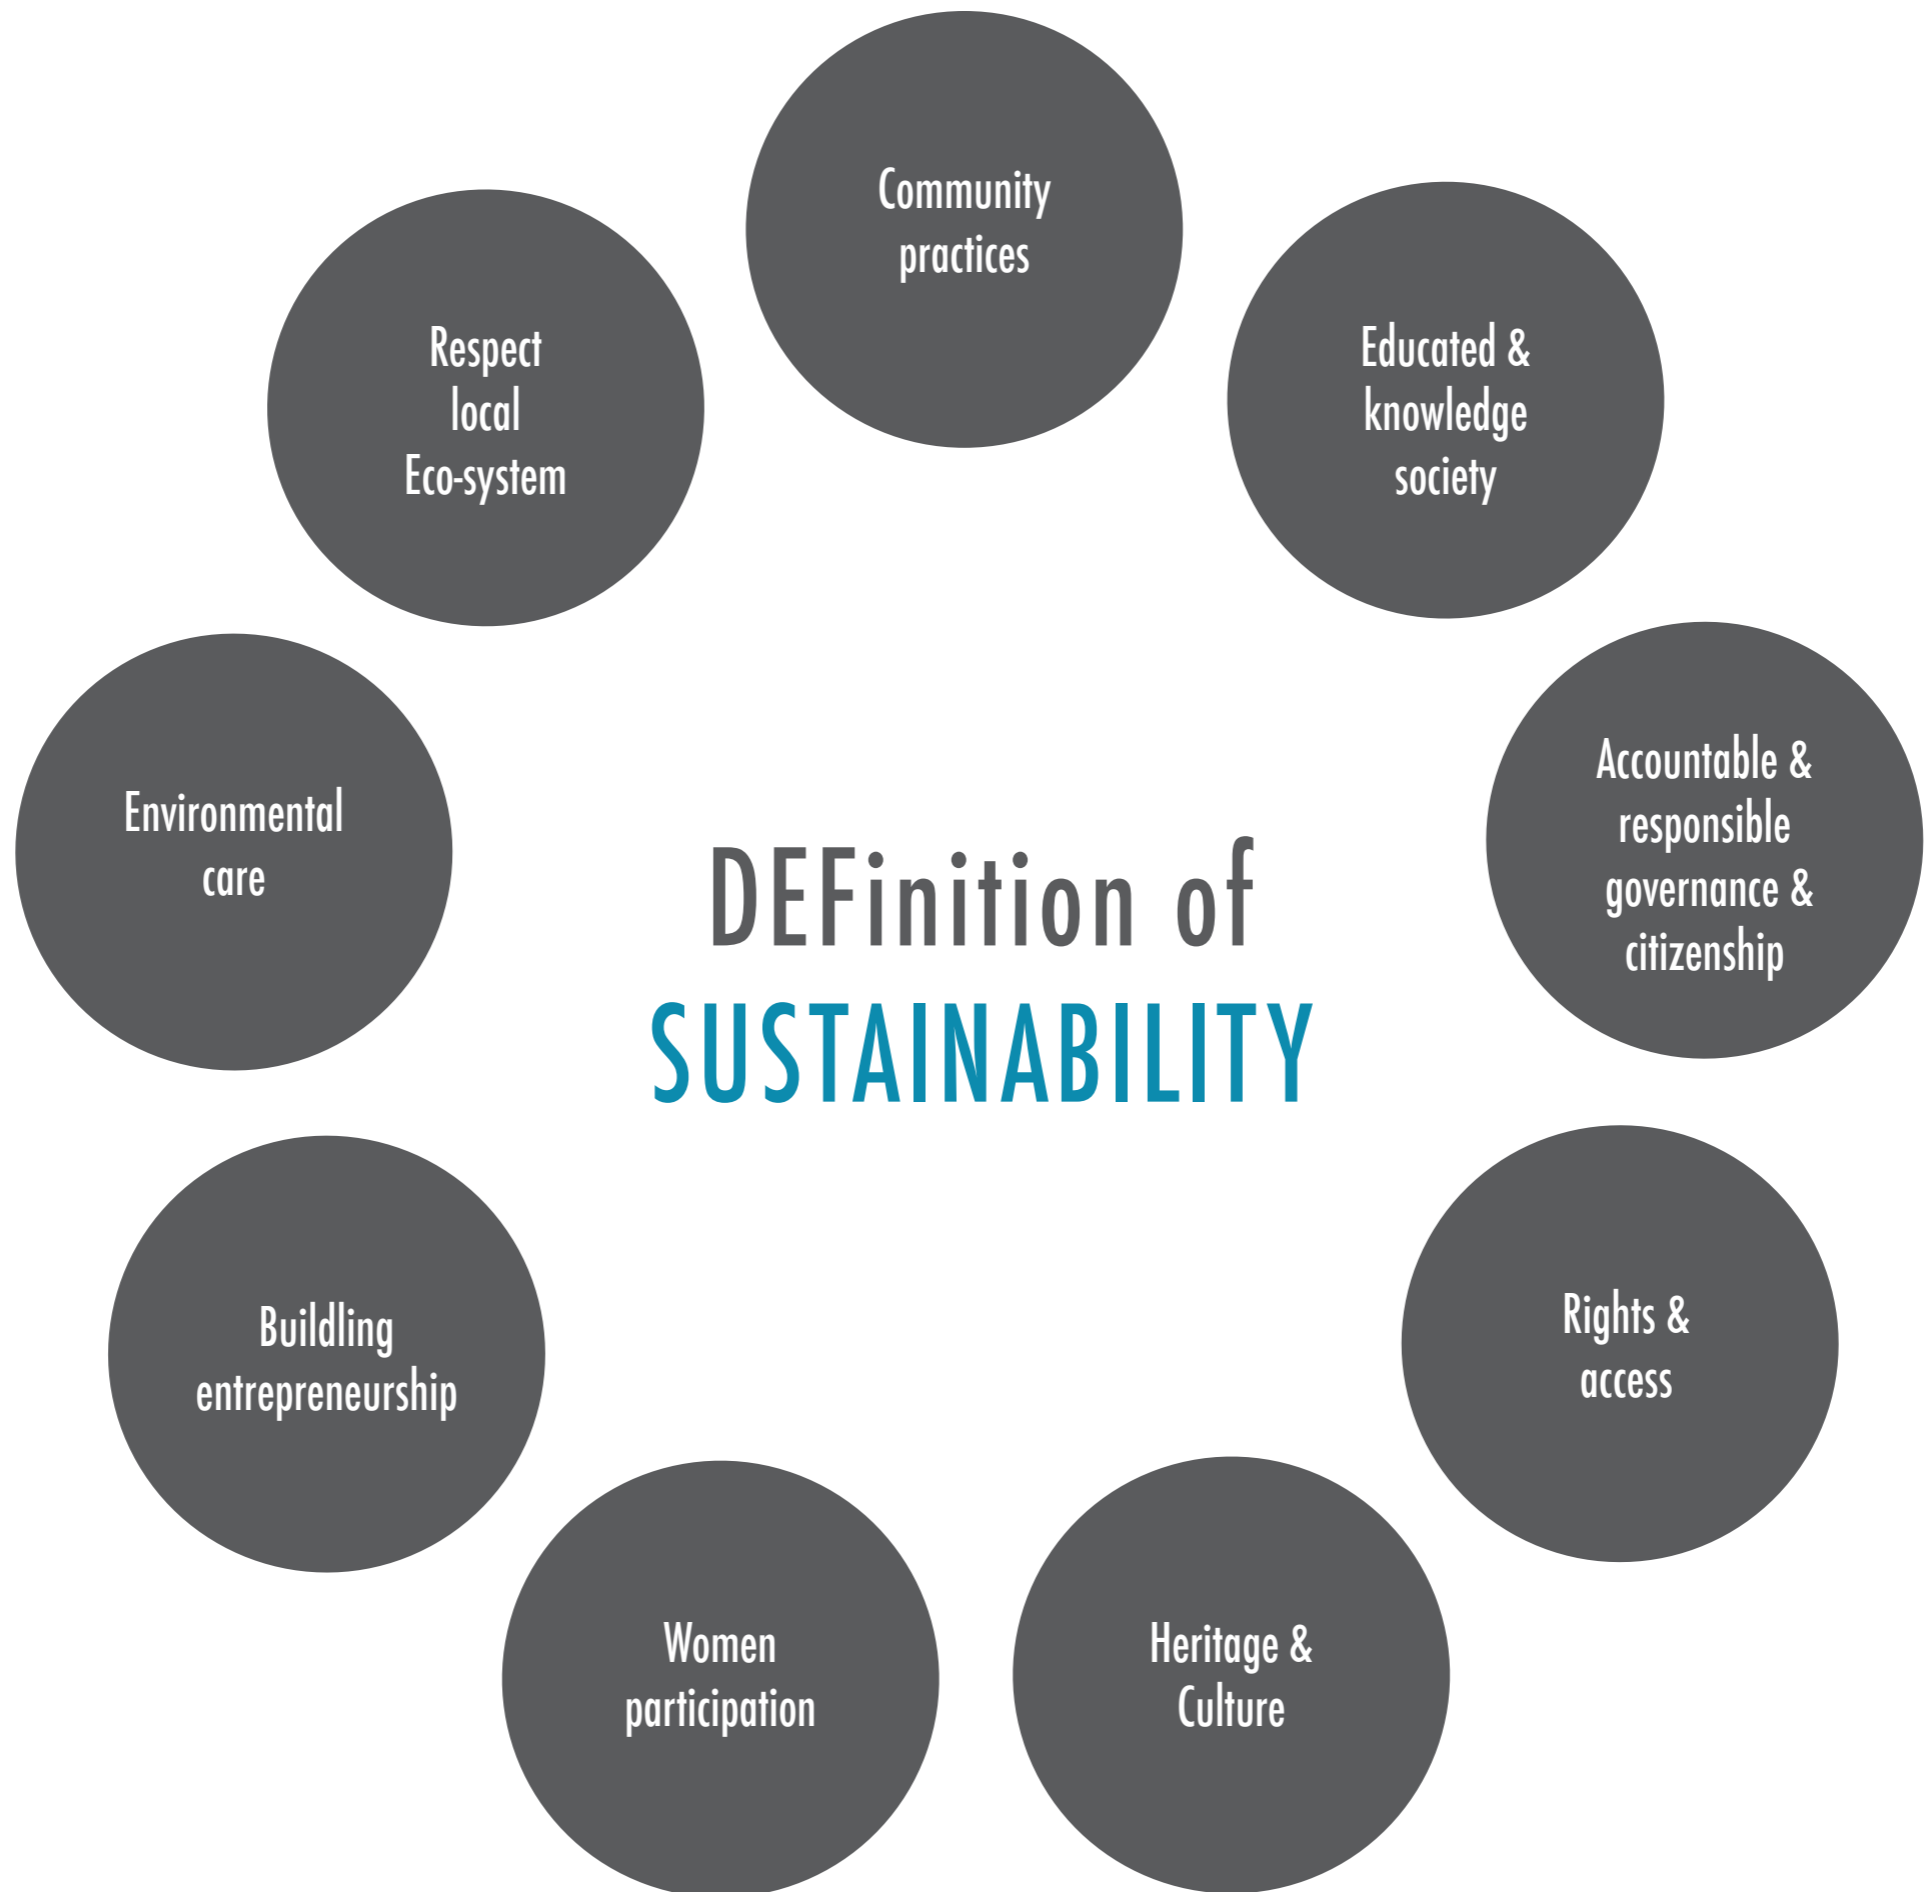 Community
practices
Educated &
knowledge
society
Accountable &
responsible
governance &
citizenship
Rights &
access
Heritage &
Culture
Women
participation
Buildling
entrepreneurship
Environmental
care
Respect
local
Eco-system
DEFinition of
SUSTAINABILITY